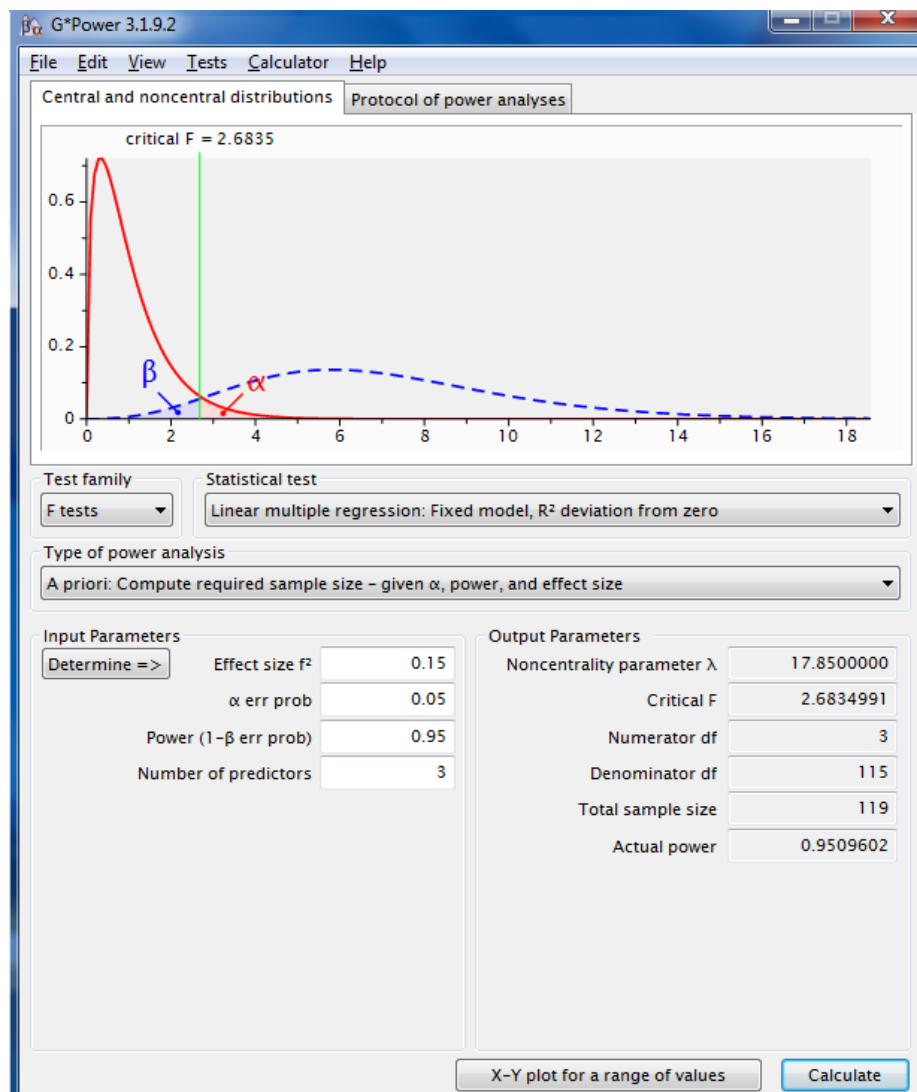 G*Power 3.1.9.2
File Edit View Tests Calculator Help
Central and noncentral distributions Protocol of power analyses
critical F = 2.6835
0.6
0.4
0.2
0
β α
0 2 4 6 8 10 12 14 16 18
Test family Statistical test
F tests Linear multiple regression: Fixed model, R² deviation from zero
Type of power analysis
A priori: Compute required sample size – given α, power, and effect size
Input Parameters Output Parameters
Determine => Effect size f² 0.15 Noncentrality parameter λ 17.8500000
α err prob 0.05 Critical F 2.6834991
Power (1-β err prob) 0.95 Numerator df 3
Number of predictors 3 Denominator df 115
Total sample size 119
Actual power 0.9509602
X-Y plot for a range of values Calculate